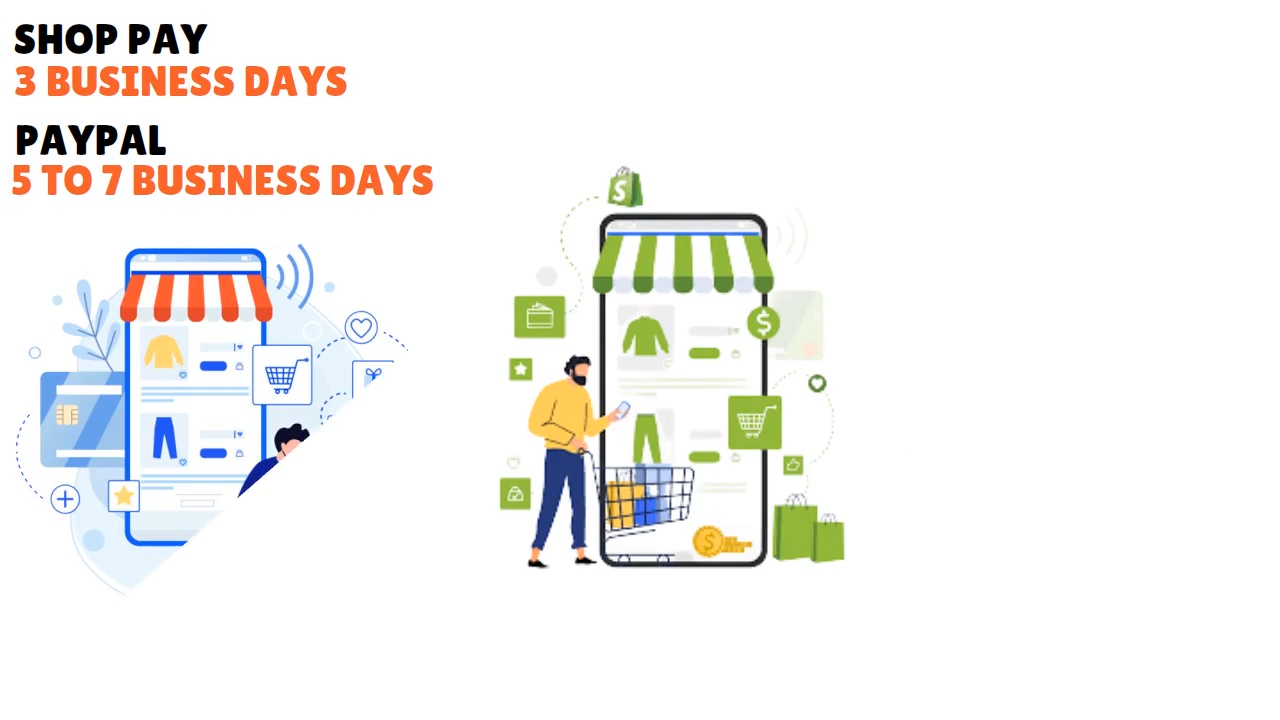 SHOP PAY
3 BUSINESS DAYS
PAYPAL
5 TO 7 BUSINESS DAYS
S
$
$